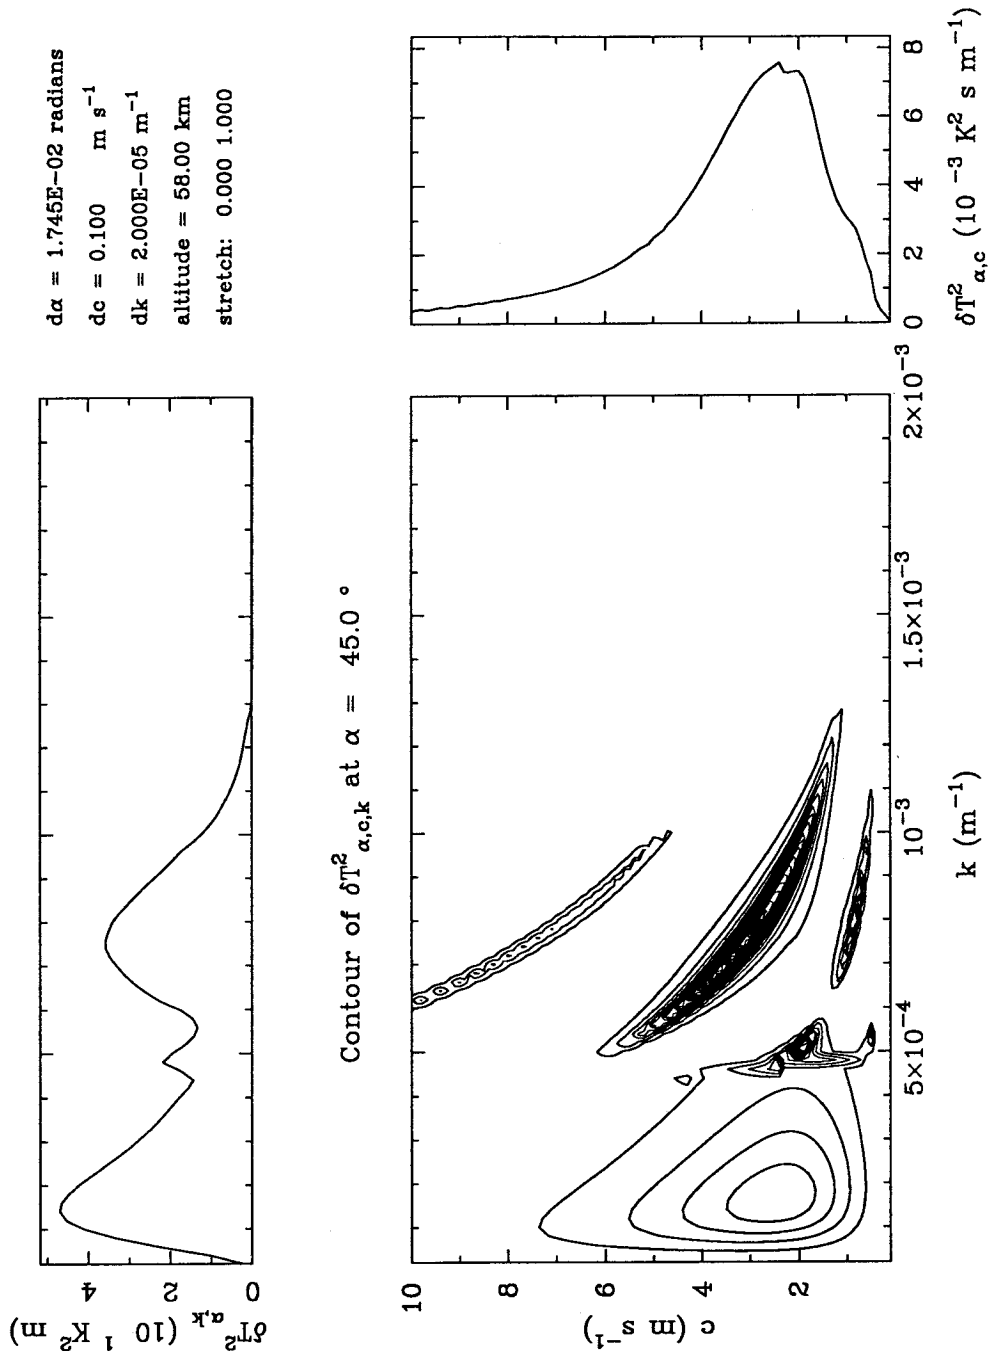 dα = 1.745E−02 radians
dc = 0.100 m s⁻¹
dk = 2.000E−05 m⁻¹
altitude = 58.00 km
stretch: 0.000 1.000
δT²α,k (10 ¹ K² m)
0 2 4
Contour of δT²α,c,k at α = 45.0 °
c (m s⁻¹)
10
8
6
4
2
5×10⁻⁴ 10⁻³ 1.5×10⁻³ 2×10⁻³
k (m⁻¹)
0 2 4 6 8
δT²α,c (10 ⁻³ K² s m⁻¹)